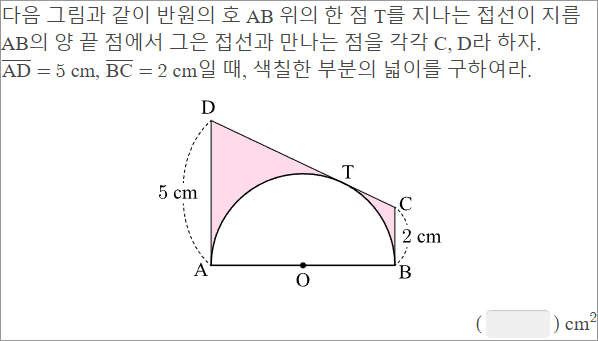 다음 그림과 같이 반원의 호 AB 위의 한 점 T를 지나는 접선이 지름
AB의 양 끝 점에서 그은 접선과 만나는 점을 각각 C, D라 하자.
A̅D̅ = 5 cm, B̅C̅ = 2 cm일 때, 색칠한 부분의 넓이를 구하여라.
D
T
5 cm
C
2 cm
A
O
B
( ) cm²